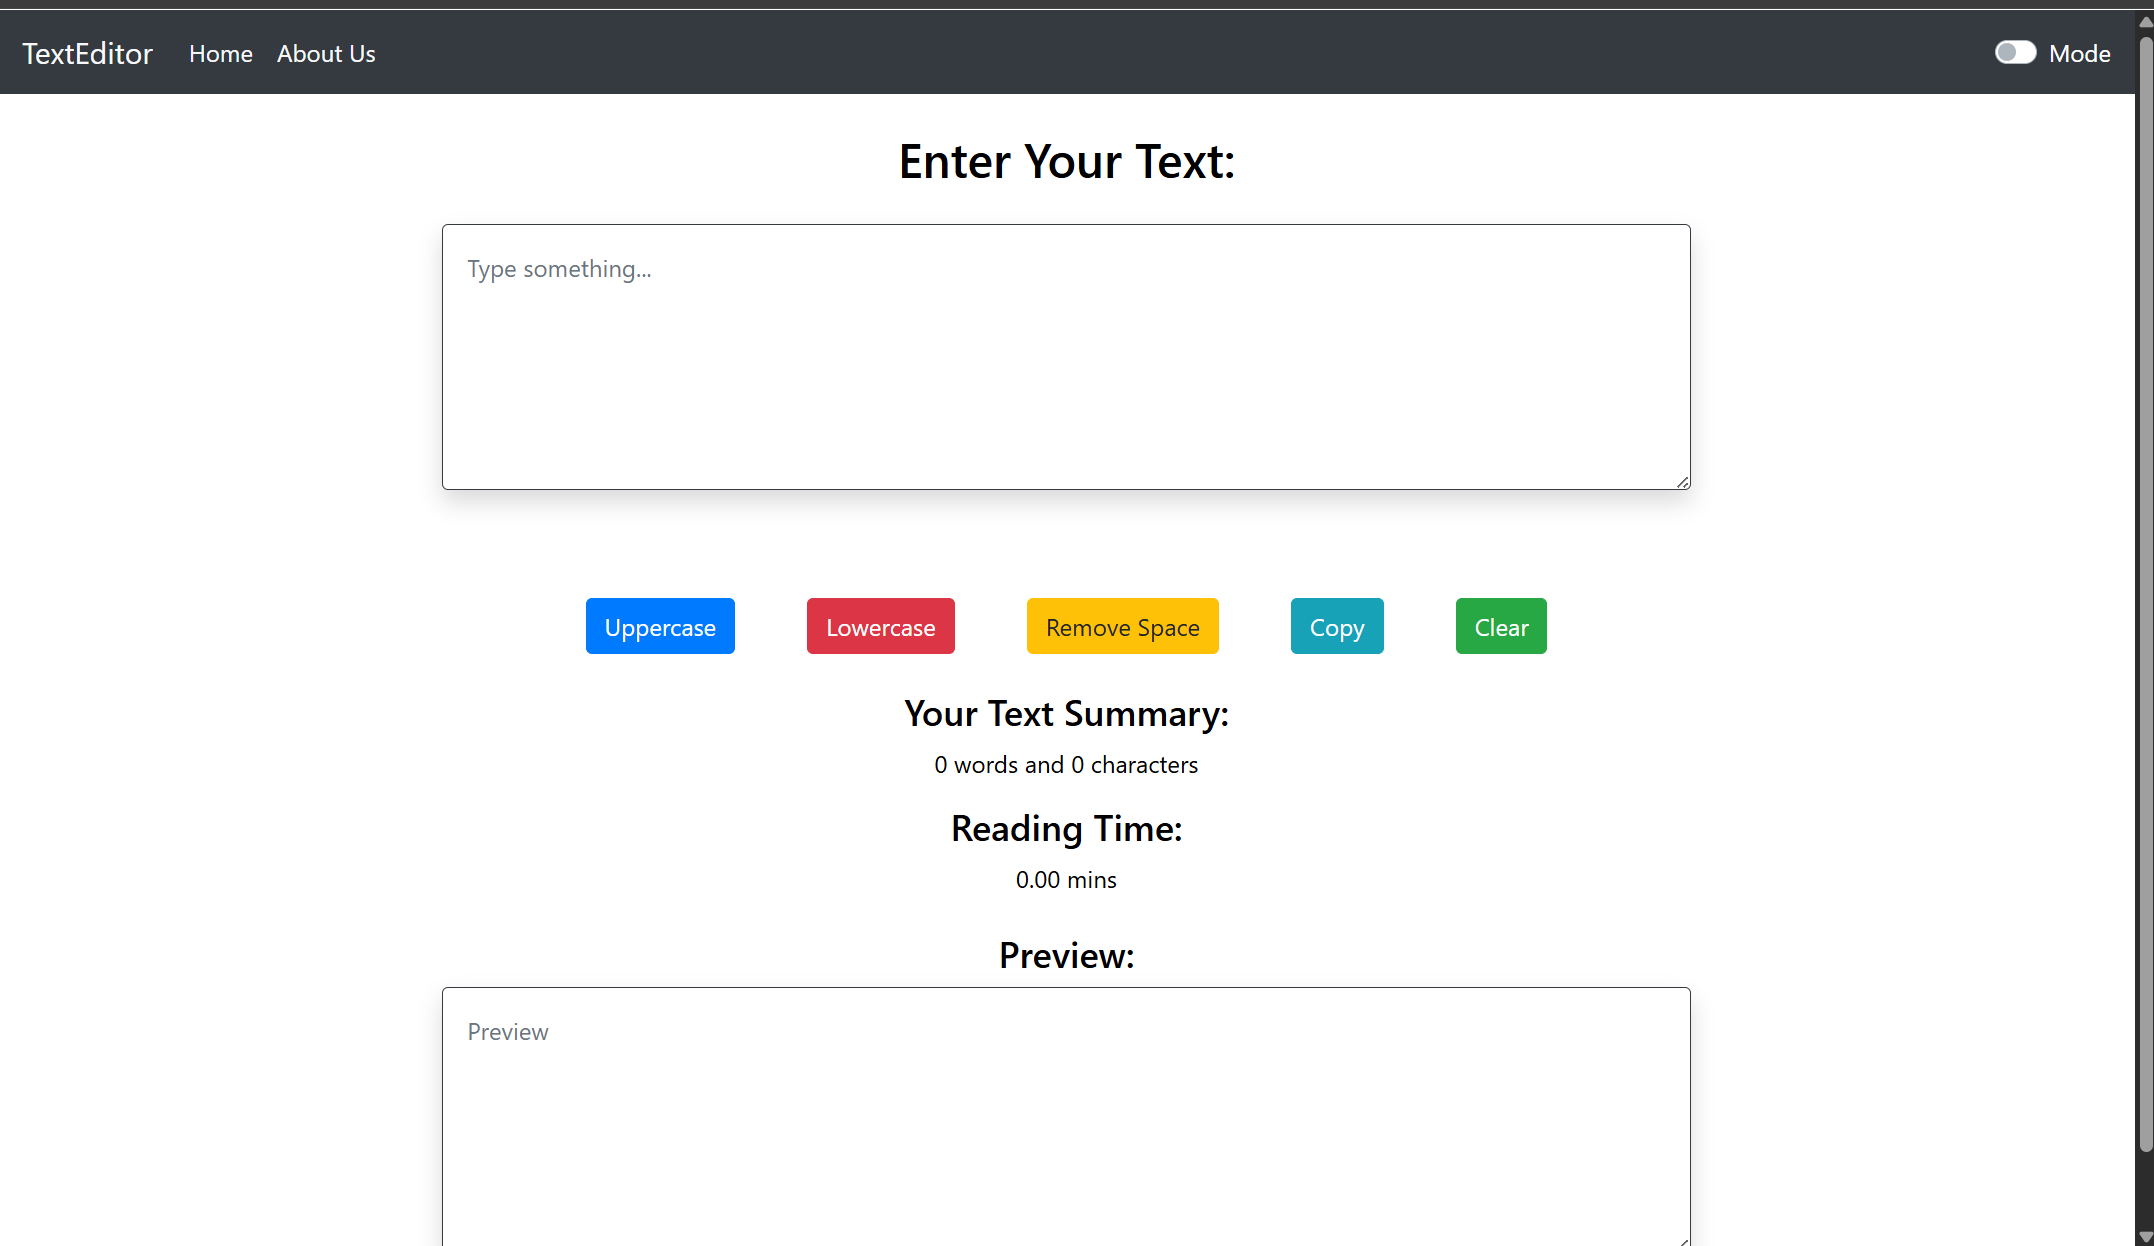 TextEditor Home About Us Mode
Enter Your Text:
Type something...
Uppercase Lowercase Remove Space Copy Clear
Your Text Summary:
0 words and 0 characters
Reading Time:
0.00 mins
Preview:
Preview